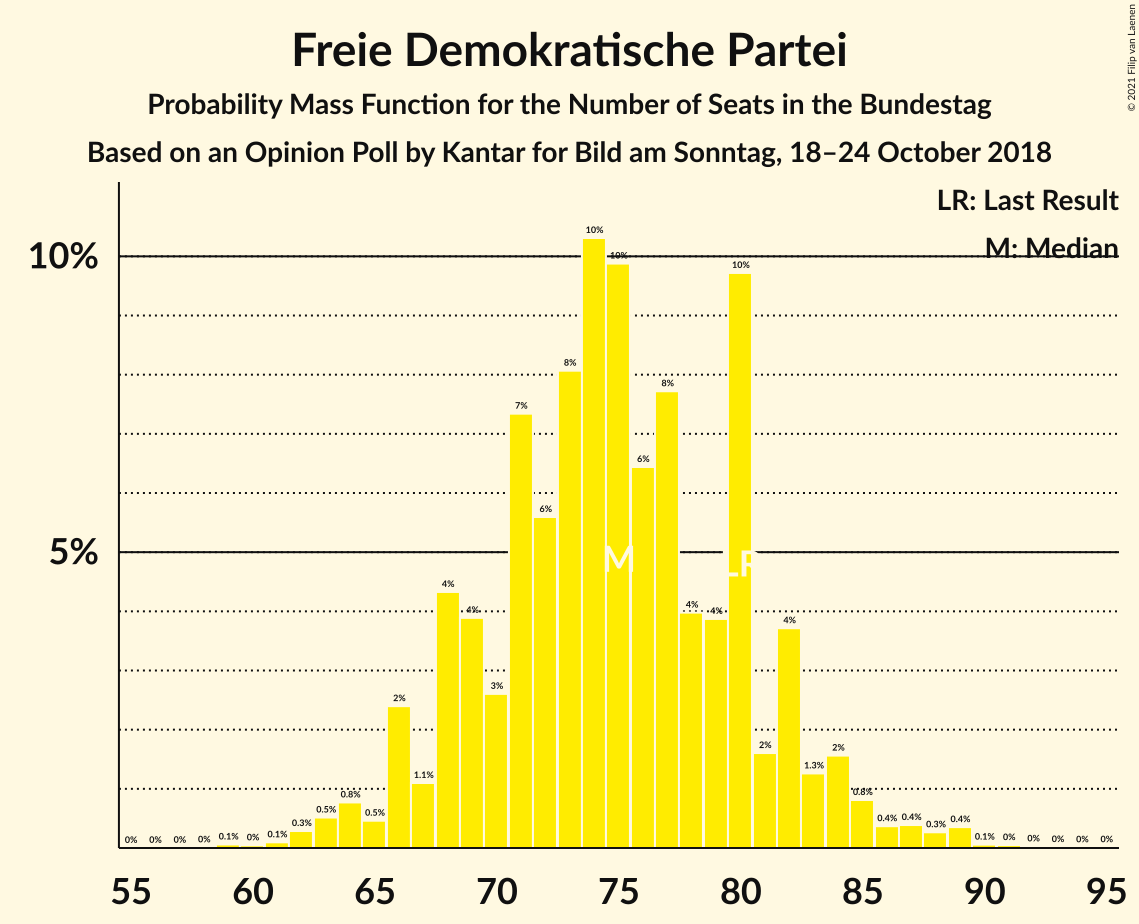 © 2021 Filip van Laenen
Freie Demokratische Partei
Probability Mass Function for the Number of Seats in the Bundestag
Based on an Opinion Poll by Kantar for Bild am Sonntag, 18–24 October 2018
LR: Last Result
M: Median
10%
5%
0% 0% 0% 0% 0.1% 0% 0.1% 0.3% 0.5% 0.8% 0.5% 2% 1.1% 4% 4% 3% 7% 6% 8% 10% 10% 6% 8% 4% 4% 10% 2% 4% 1.3% 2% 0.8% 0.4% 0.4% 0.3% 0.4% 0.1% 0% 0% 0% 0% 0%
M LR
55 60 65 70 75 80 85 90 95